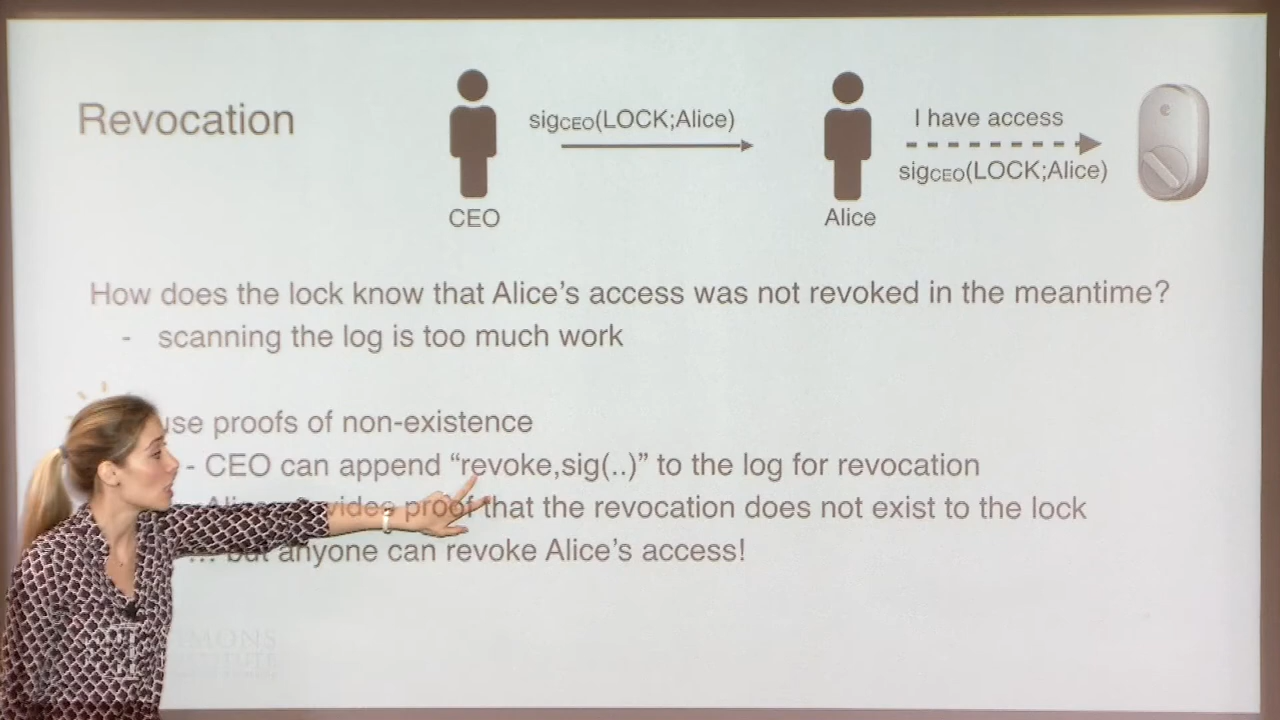 Revocation
sigCEO(LOCK;Alice)
I have access
sigCEO(LOCK;Alice)
CEO
Alice
How does the lock know that Alice's access was not revoked in the meantime?
- scanning the log is too much work
use proofs of non-existence
- CEO can append "revoke,sig(..)" to the log for revocation
proof that the revocation does not exist to the lock
... but anyone can revoke Alice's access!